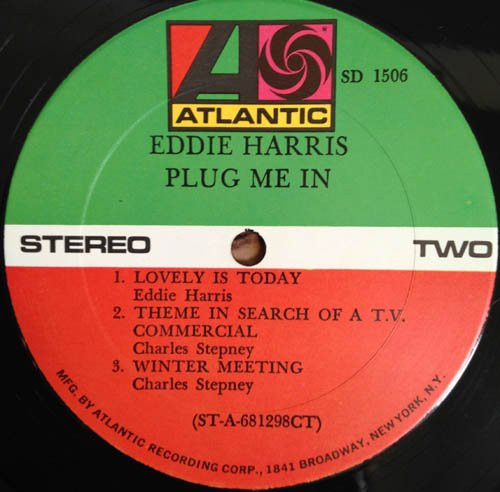 ATLANTIC
SD 1506
EDDIE HARRIS
PLUG ME IN
STEREO
TWO
1. LOVELY IS TODAY
Eddie Harris
2. THEME IN SEARCH OF A T.V.
COMMERCIAL
Charles Stepney
3. WINTER MEETING
Charles Stepney
(ST-A-681298CT)
MFG. BY ATLANTIC RECORDING CORP., 1841 BROADWAY, NEW YORK, N.Y.